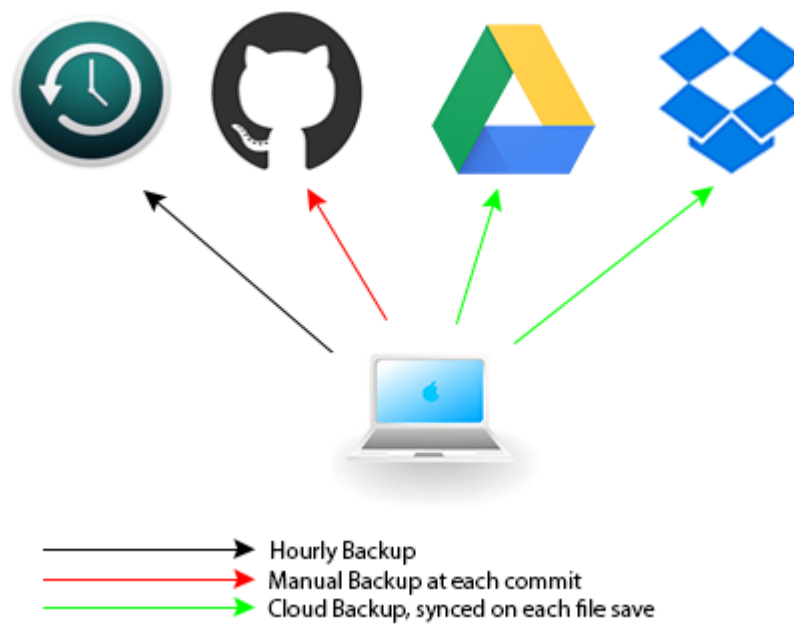 Hourly Backup
Manual Backup at each commit
Cloud Backup, synced on each file save